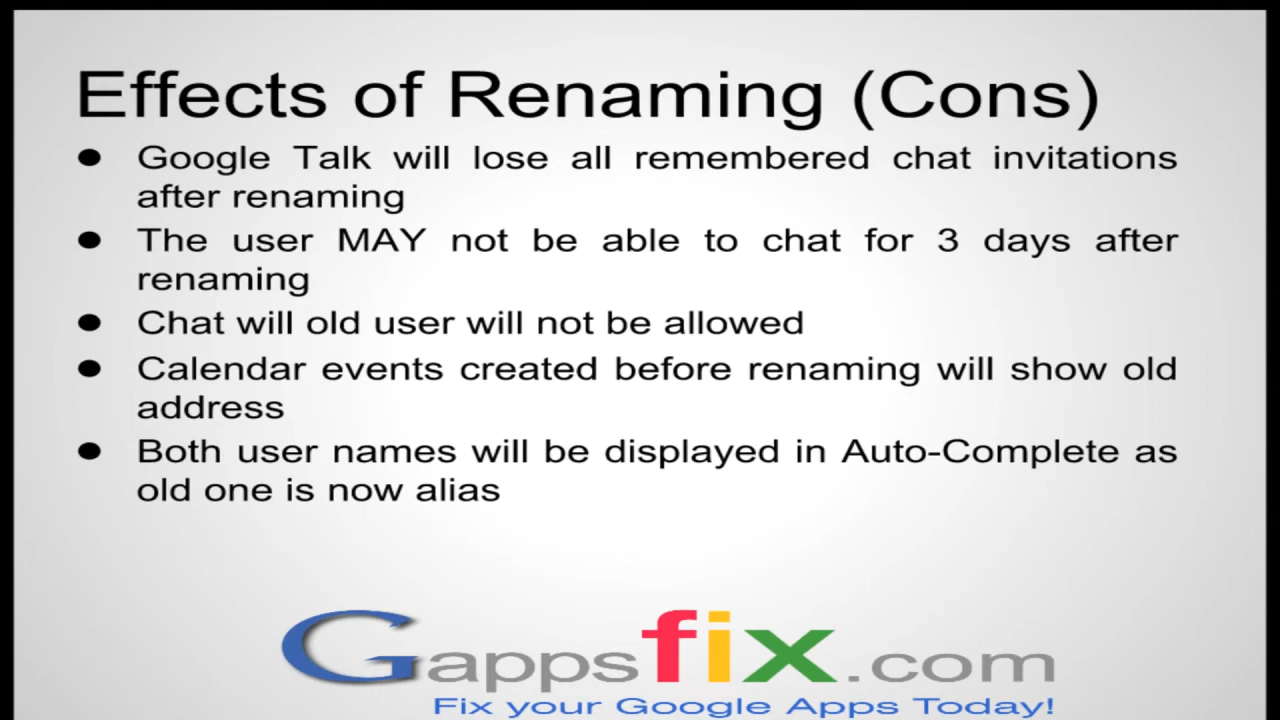 Effects of Renaming (Cons)
● Google Talk will lose all remembered chat invitations
after renaming
● The user MAY not be able to chat for 3 days after
renaming
● Chat will old user will not be allowed
● Calendar events created before renaming will show old
address
● Both user names will be displayed in Auto-Complete as
old one is now alias
Gappsfix.com
Fix your Google Apps Today!